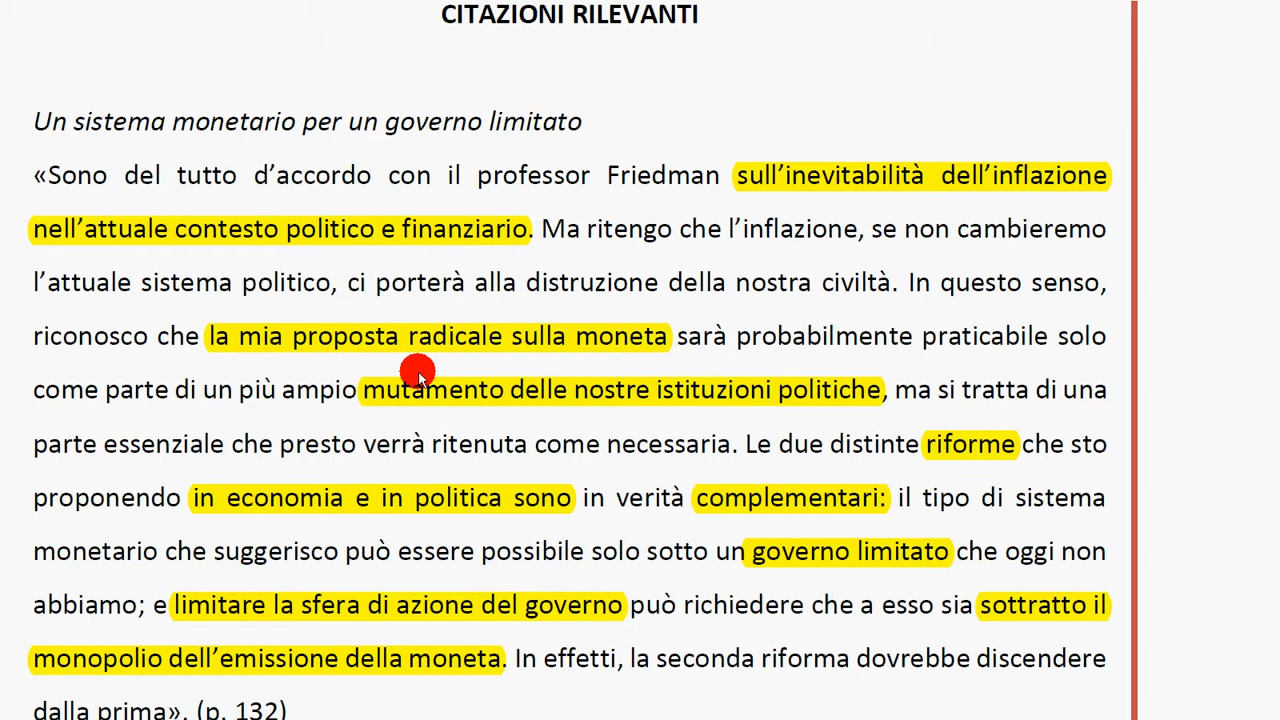 CITAZIONI RILEVANTI
Un sistema monetario per un governo limitato
«Sono del tutto d’accordo con il professor Friedman sull’inevitabilità dell’inflazione
nell’attuale contesto politico e finanziario. Ma ritengo che l’inflazione, se non cambieremo
l’attuale sistema politico, ci porterà alla distruzione della nostra civiltà. In questo senso,
riconosco che la mia proposta radicale sulla moneta sarà probabilmente praticabile solo
come parte di un più ampio mutamento delle nostre istituzioni politiche, ma si tratta di una
parte essenziale che presto verrà ritenuta come necessaria. Le due distinte riforme che sto
proponendo in economia e in politica sono in verità complementari: il tipo di sistema
monetario che suggerisco può essere possibile solo sotto un governo limitato che oggi non
abbiamo; e limitare la sfera di azione del governo può richiedere che a esso sia sottratto il
monopolio dell’emissione della moneta. In effetti, la seconda riforma dovrebbe discendere
dalla prima». (p. 132)